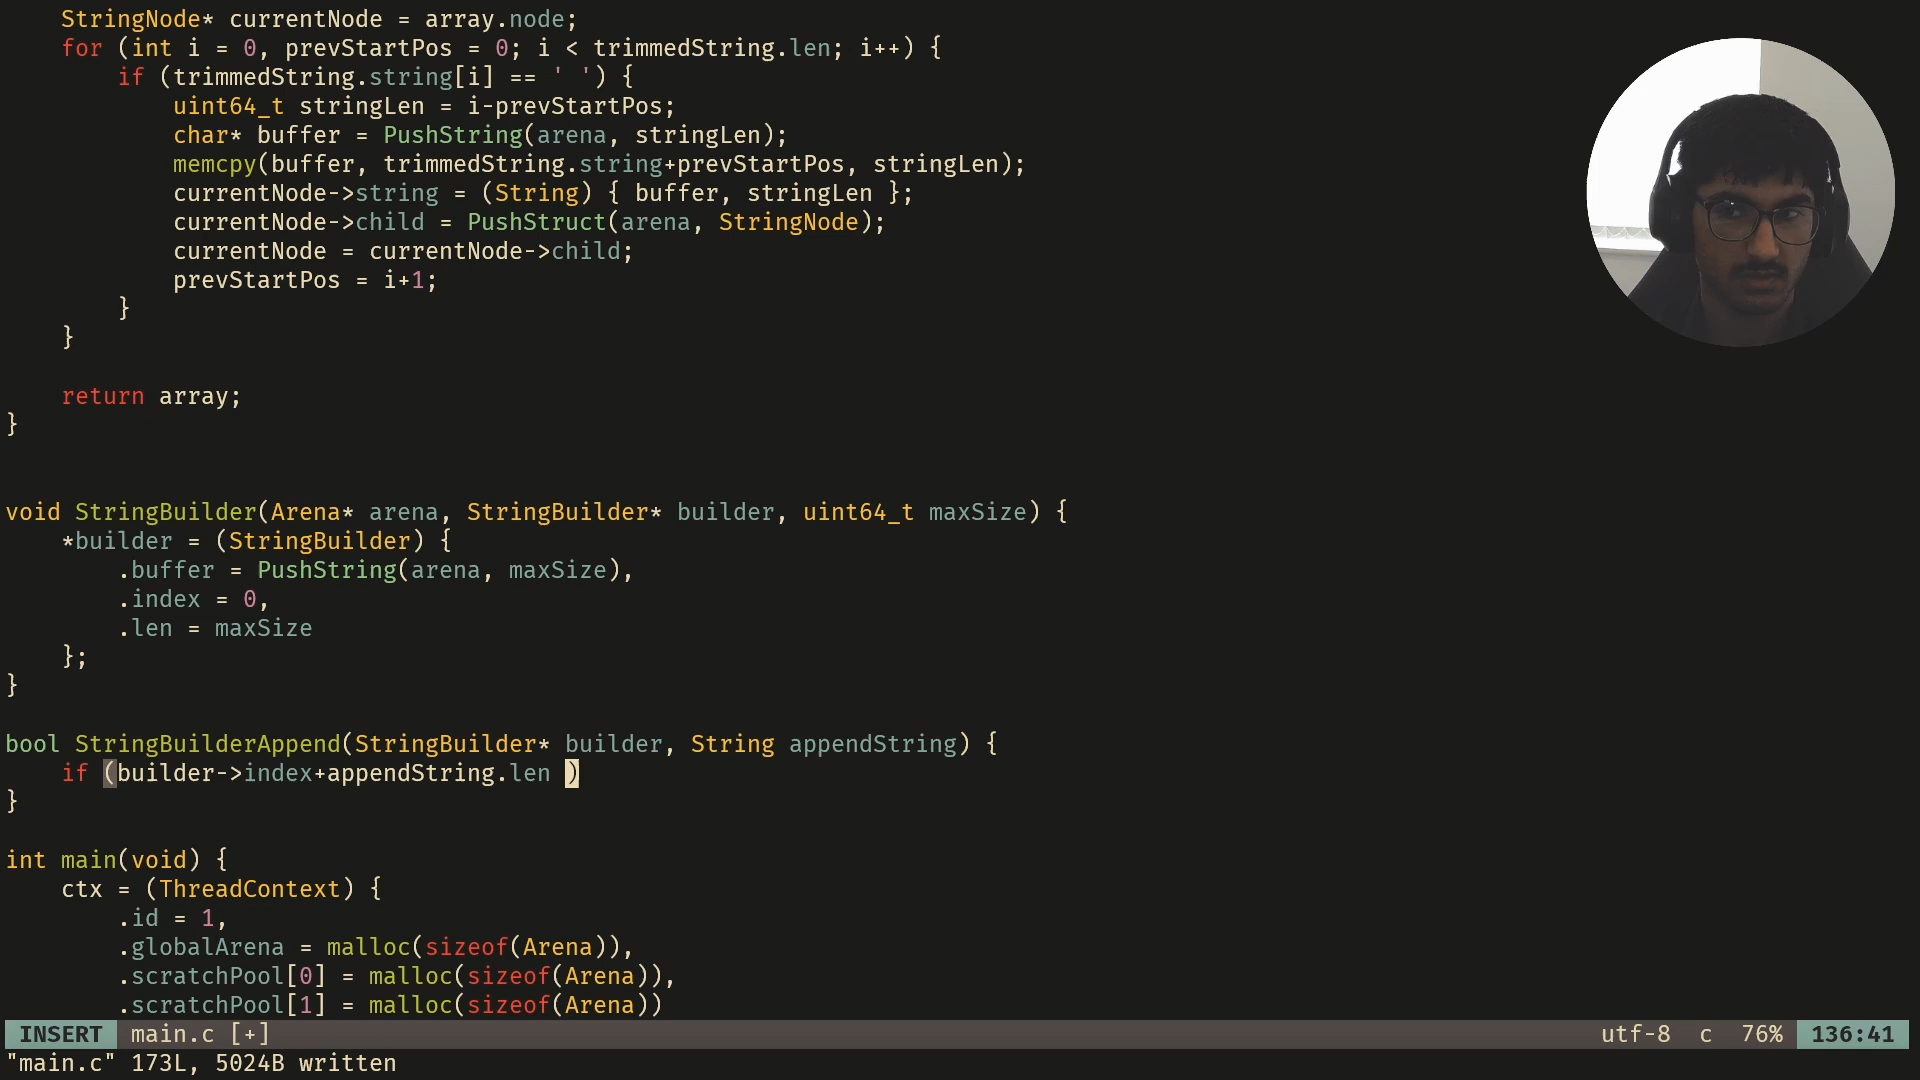 StringNode* currentNode = array.node;
for (int i = 0, prevStartPos = 0; i < trimmedString.len; i++) {
if (trimmedString.string[i] == ' ') {
uint64_t stringLen = i-prevStartPos;
char* buffer = PushString(arena, stringLen);
memcpy(buffer, trimmedString.string+prevStartPos, stringLen);
currentNode->string = (String) { buffer, stringLen };
currentNode->child = PushStruct(arena, StringNode);
currentNode = currentNode->child;
prevStartPos = i+1;
}
}
return array;
}
void StringBuilder(Arena* arena, StringBuilder* builder, uint64_t maxSize) {
*builder = (StringBuilder) {
.buffer = PushString(arena, maxSize),
.index = 0,
.len = maxSize
};
}
bool StringBuilderAppend(StringBuilder* builder, String appendString) {
if (builder->index+appendString.len )
}
int main(void) {
ctx = (ThreadContext) {
.id = 1,
.globalArena = malloc(sizeof(Arena)),
.scratchPool[0] = malloc(sizeof(Arena)),
.scratchPool[1] = malloc(sizeof(Arena))
INSERT main.c [+] utf-8 c 76% 136:41
"main.c" 173L, 5024B written